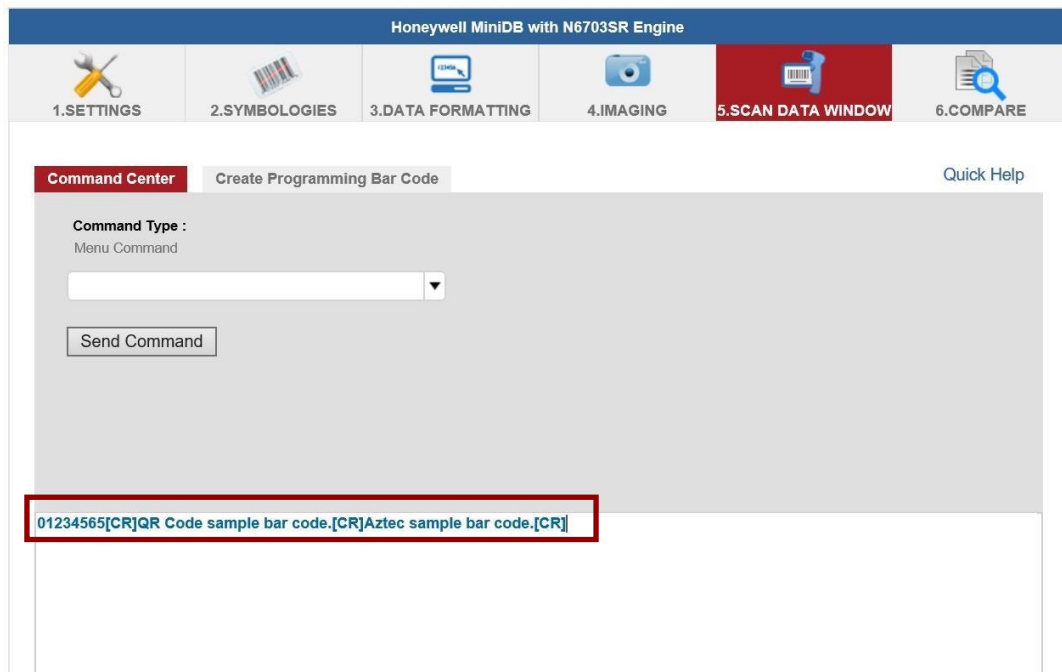 Honeywell MiniDB with N6703SR Engine
1.SETTINGS 2.SYMBOLOGIES 3.DATA FORMATTING 4.IMAGING 5.SCAN DATA WINDOW 6.COMPARE
Command Center Create Programming Bar Code Quick Help
Command Type :
Menu Command
Send Command
01234565[CR]QR Code sample bar code.[CR]Aztec sample bar code.[CR]